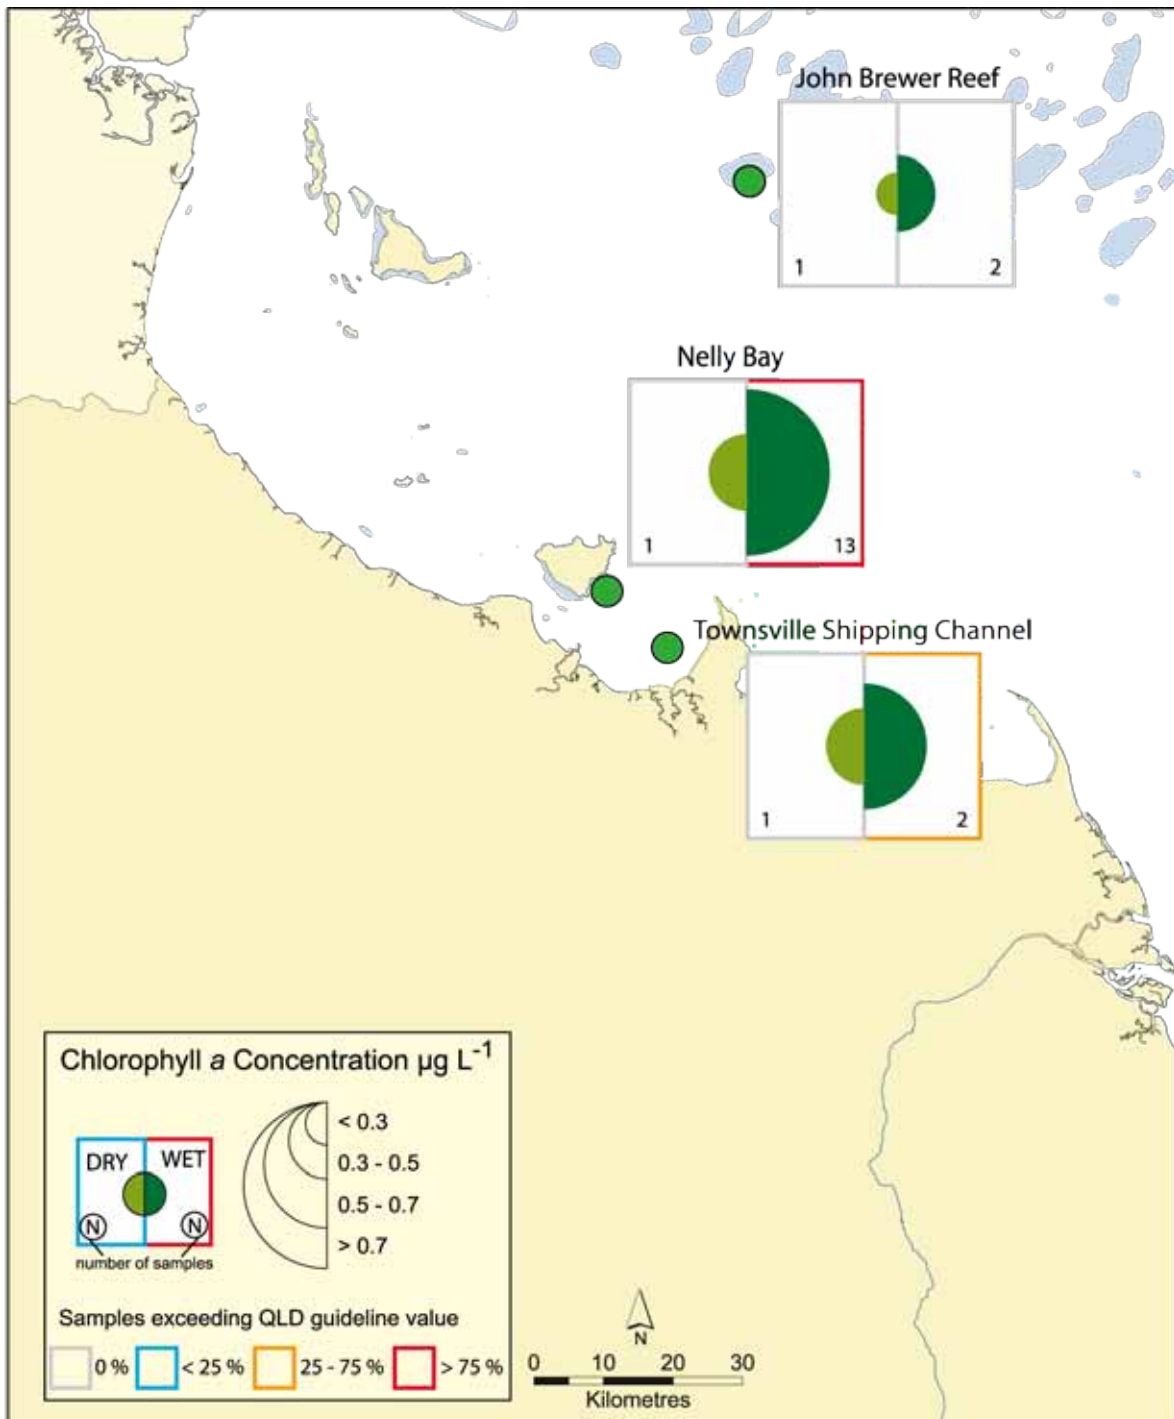 John Brewer Reef
1 2
Nelly Bay
1 13
Townsville Shipping Channel
1 2
Chlorophyll a Concentration µg L⁻¹
DRY WET
N N
number of samples
< 0.3
0.3 - 0.5
0.5 - 0.7
> 0.7
Samples exceeding QLD guideline value
0 % < 25 % 25 - 75 % > 75 %
N
0 10 20 30
Kilometres